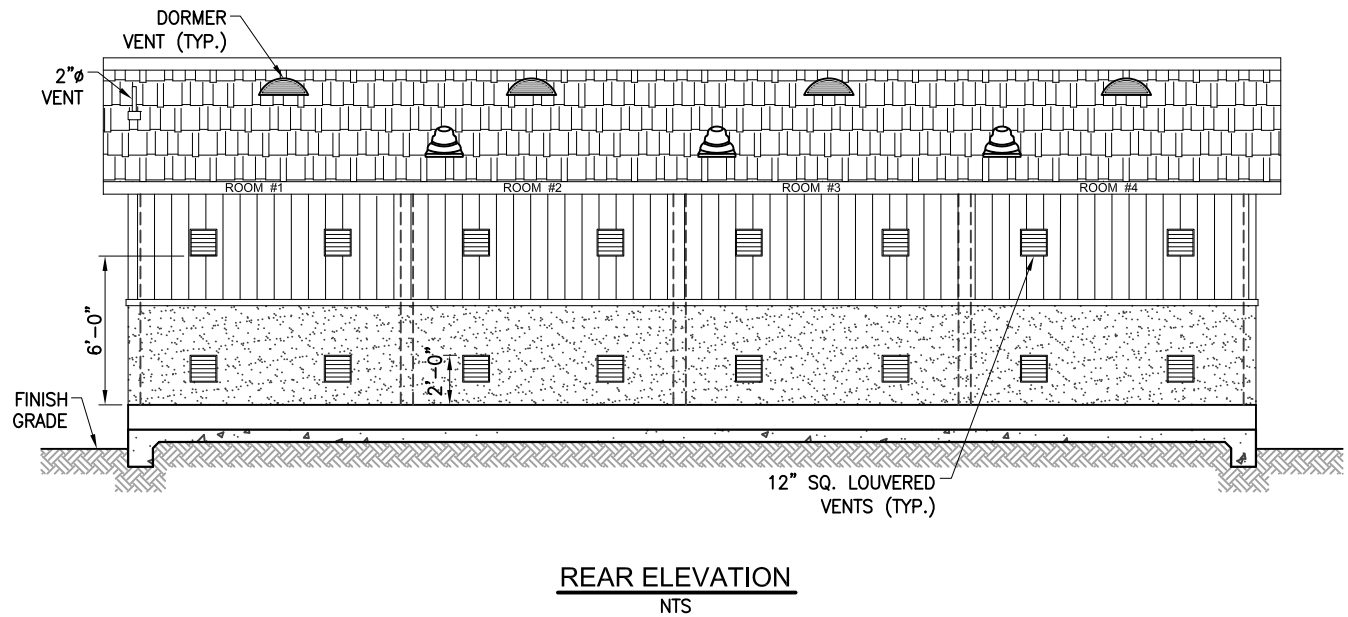 DORMER
VENT (TYP.)
2"ø
VENT
ROOM #1
ROOM #2
ROOM #3
ROOM #4
6'-0"
2'-0"
FINISH
GRADE
12" SQ. LOUVERED
VENTS (TYP.)
REAR ELEVATION
NTS